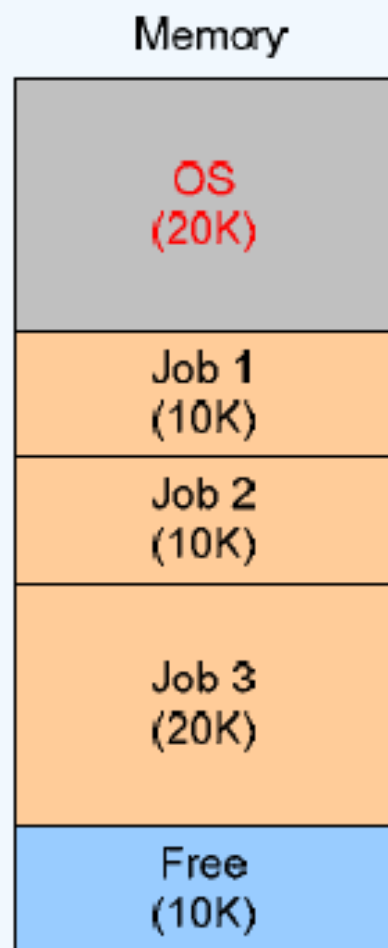 Memory
OS
(20K)
Job 1
(10K)
Job 2
(10K)
Job 3
(20K)
Free
(10K)